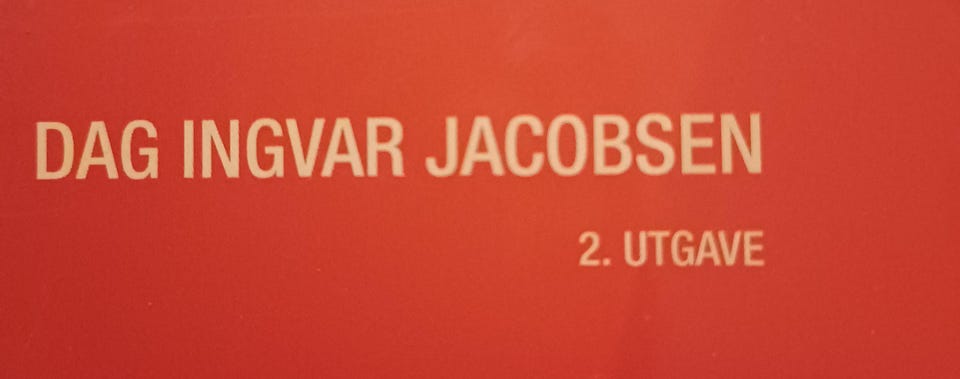 DAG INGVAR JACOBSEN
2. UTGAVE